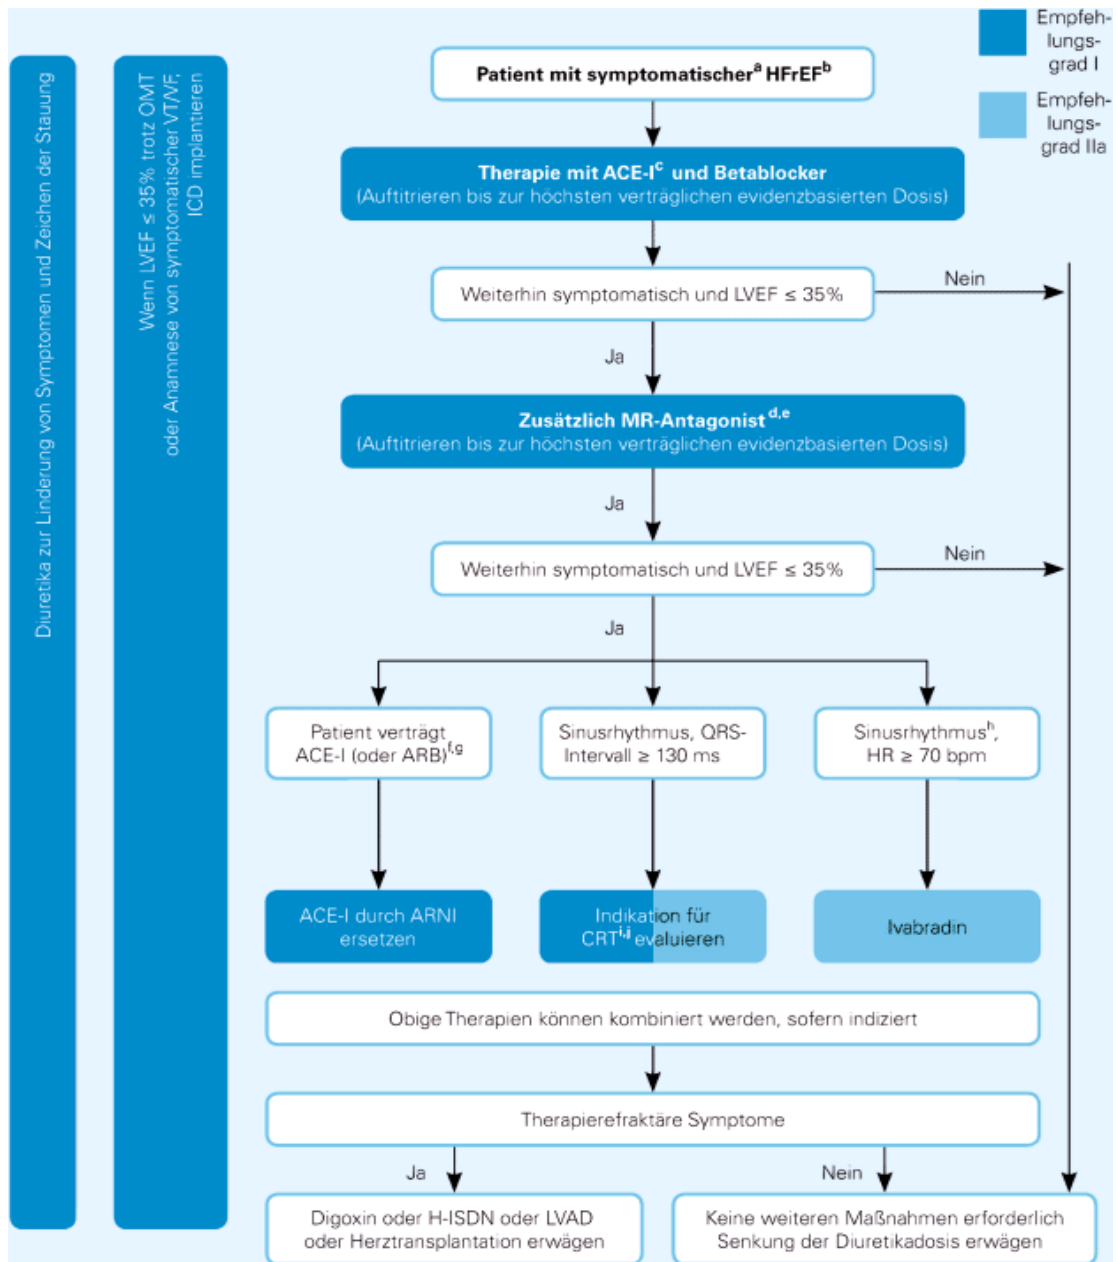 Empfeh-
lungs-
grad I
Empfeh-
lungs-
grad IIa
Diuretika zur Linderung von Symptomen und Zeichen der Stauung
Wenn LVEF ≤ 35% trotz OMT
oder Anamnese von symptomatischer VT/VF,
ICD implantieren
Patient mit symptomatischer^a HFrEF^b
Therapie mit ACE-I^c und Betablocker
(Auftitrieren bis zur höchsten verträglichen evidenzbasierten Dosis)
Weiterhin symptomatisch und LVEF ≤ 35%
Nein
Ja
Zusätzlich MR-Antagonist^d,e
(Auftitrieren bis zur höchsten verträglichen evidenzbasierten Dosis)
Ja
Weiterhin symptomatisch und LVEF ≤ 35%
Nein
Ja
Patient verträgt
ACE-I (oder ARB)^f,g
Sinusrhythmus, QRS-
Intervall ≥ 130 ms
Sinusrhythmus^h,
HR ≥ 70 bpm
ACE-I durch ARNI
ersetzen
Indikation für
CRT^i,j evaluieren
Ivabradin
Obige Therapien können kombiniert werden, sofern indiziert
Therapierefraktäre Symptome
Ja
Nein
Digoxin oder H-ISDN oder LVAD
oder Herztransplantation erwägen
Keine weiteren Maßnahmen erforderlich
Senkung der Diuretikadosis erwägen